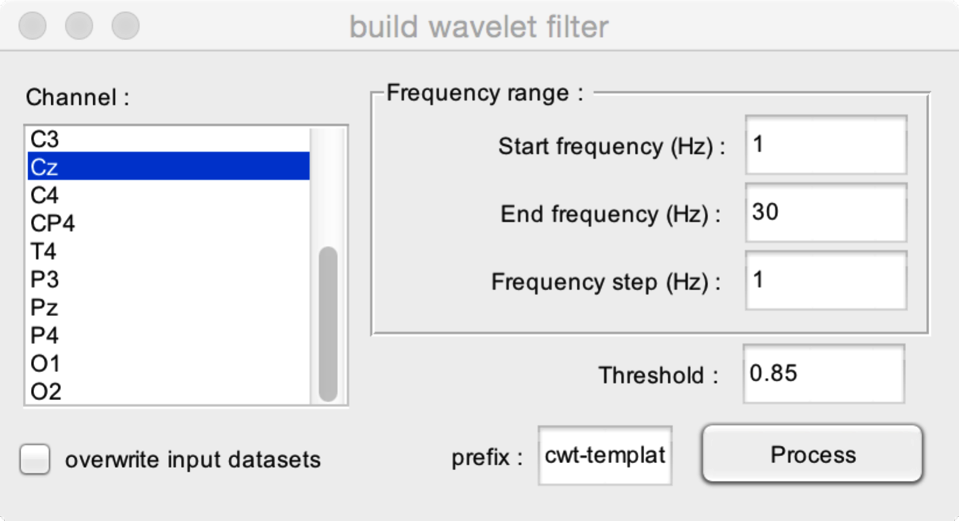 build wavelet filter
Channel :
C3
Cz
C4
CP4
T4
P3
Pz
P4
O1
O2
Frequency range :
Start frequency (Hz) : 1
End frequency (Hz) : 30
Frequency step (Hz) : 1
Threshold : 0.85
overwrite input datasets
prefix : cwt-templat
Process